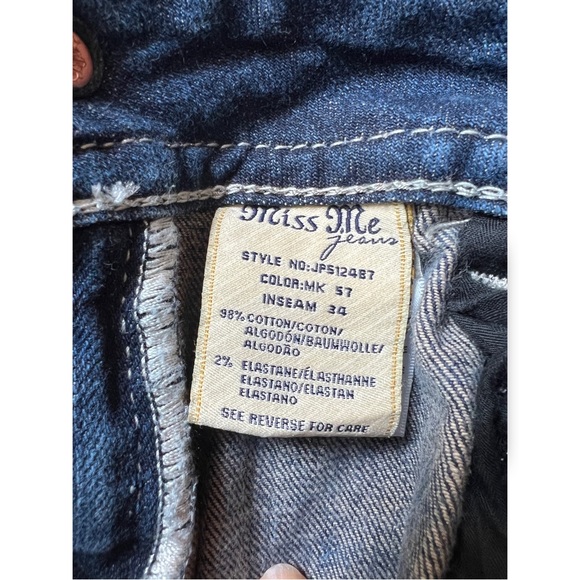 Miss Me
jeans
STYLE NO:JP512487
COLOR:MK 57
INSEAM 34
98% COTTON/COTON/
ALGODÓN/BAUMWOLLE/
ALGODÃO
2% ELASTANE/ÉLASTHANNE
ELASTANO/ELASTAN
ELASTANO
SEE REVERSE FOR CARE